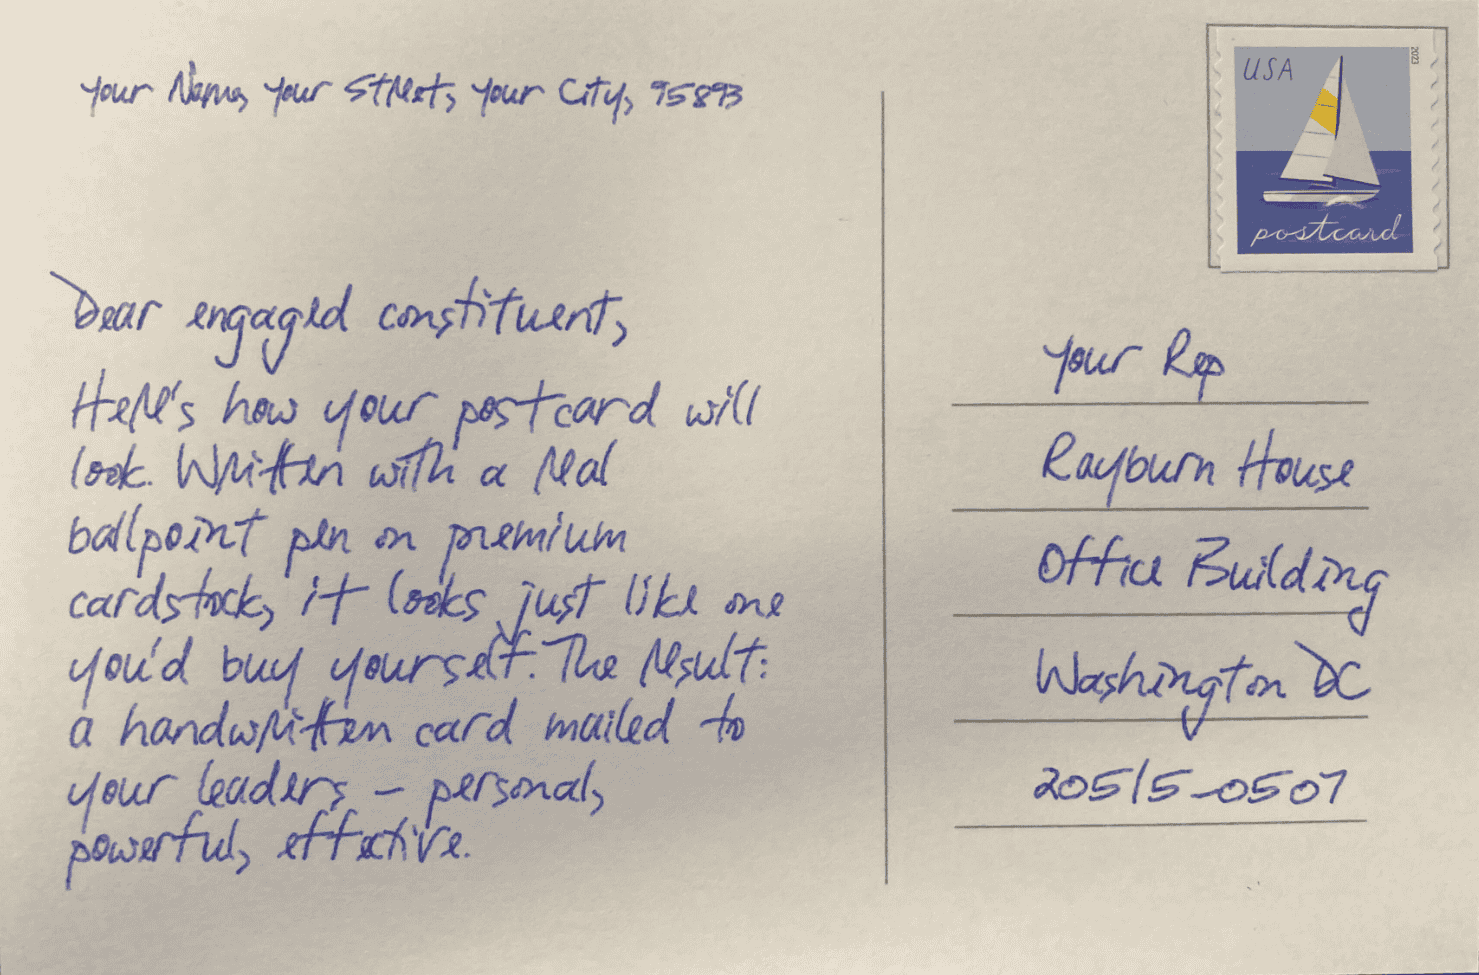 Your Name, Your Street, Your City, 95893
USA
2023
postcard
Dear engaged constituent,
Here's how your postcard will
look. Written with a real
ballpoint pen on premium
cardstock, it looks just like one
you'd buy yourself. The result:
a handwritten card mailed to
your leaders – personal,
powerful, effective.
Your Rep
Rayburn House
Office Building
Washington DC
20515-0507